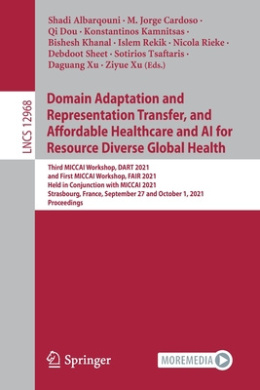 Shadi Albarqouni · M. Jorge Cardoso ·
Qi Dou · Konstantinos Kamnitsas ·
Bishesh Khanal · Islem Rekik · Nicola Rieke ·
Debdoot Sheet · Sotirios Tsaftaris ·
Daguang Xu · Ziyue Xu (Eds.)
LNCS 12968
Domain Adaptation and
Representation Transfer, and
Affordable Healthcare and AI for
Resource Diverse Global Health
Third MICCAI Workshop, DART 2021
and First MICCAI Workshop, FAIR 2021
Held in Conjunction with MICCAI 2021
Strasbourg, France, September 27 and October 1, 2021
Proceedings
Springer
MOREMEDIA